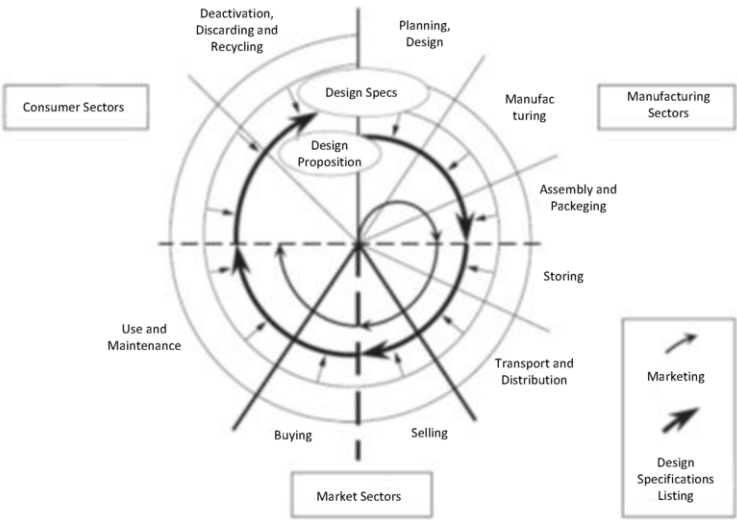 Deactivation,
Discarding and
Recycling
Planning,
Design
Consumer Sectors
Design Specs
Manufac
turing
Manufacturing
Sectors
Design
Proposition
Assembly and
Packeging
Storing
Use and
Maintenance
Transport and
Distribution
Buying
Selling
Market Sectors
Marketing
Design
Specifications
Listing